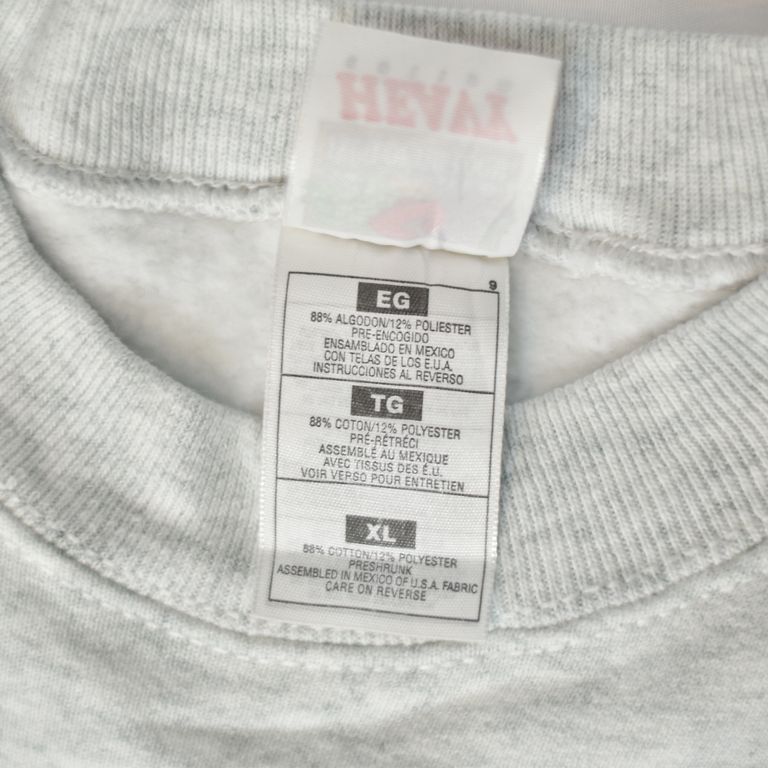 HEAVY
9
EG
88% ALGODON/12% POLIESTER
PRE-ENCOGIDO
ENSAMBLADO EN MEXICO
CON TELAS DE LOS E.U.A.
INSTRUCCIONES AL REVERSO
TG
88% COTON/12% POLYESTER
PRÉ-RÉTRÉCI
ASSEMBLÉ AU MEXIQUE
AVEC TISSUS DES É.U.
VOIR VERSO POUR ENTRETIEN
XL
88% COTTON/12% POLYESTER
PRESHRUNK
ASSEMBLED IN MEXICO OF U.S.A. FABRIC
CARE ON REVERSE